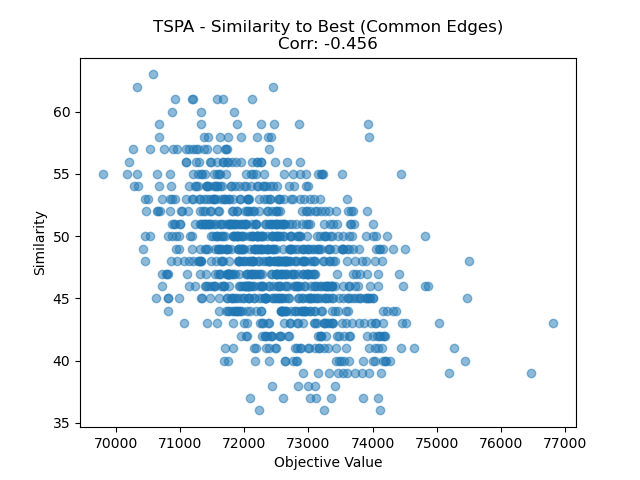 TSPA - Similarity to Best (Common Edges)
Corr: -0.456
Similarity
60
55
50
45
40
35
70000 71000 72000 73000 74000 75000 76000 77000
Objective Value